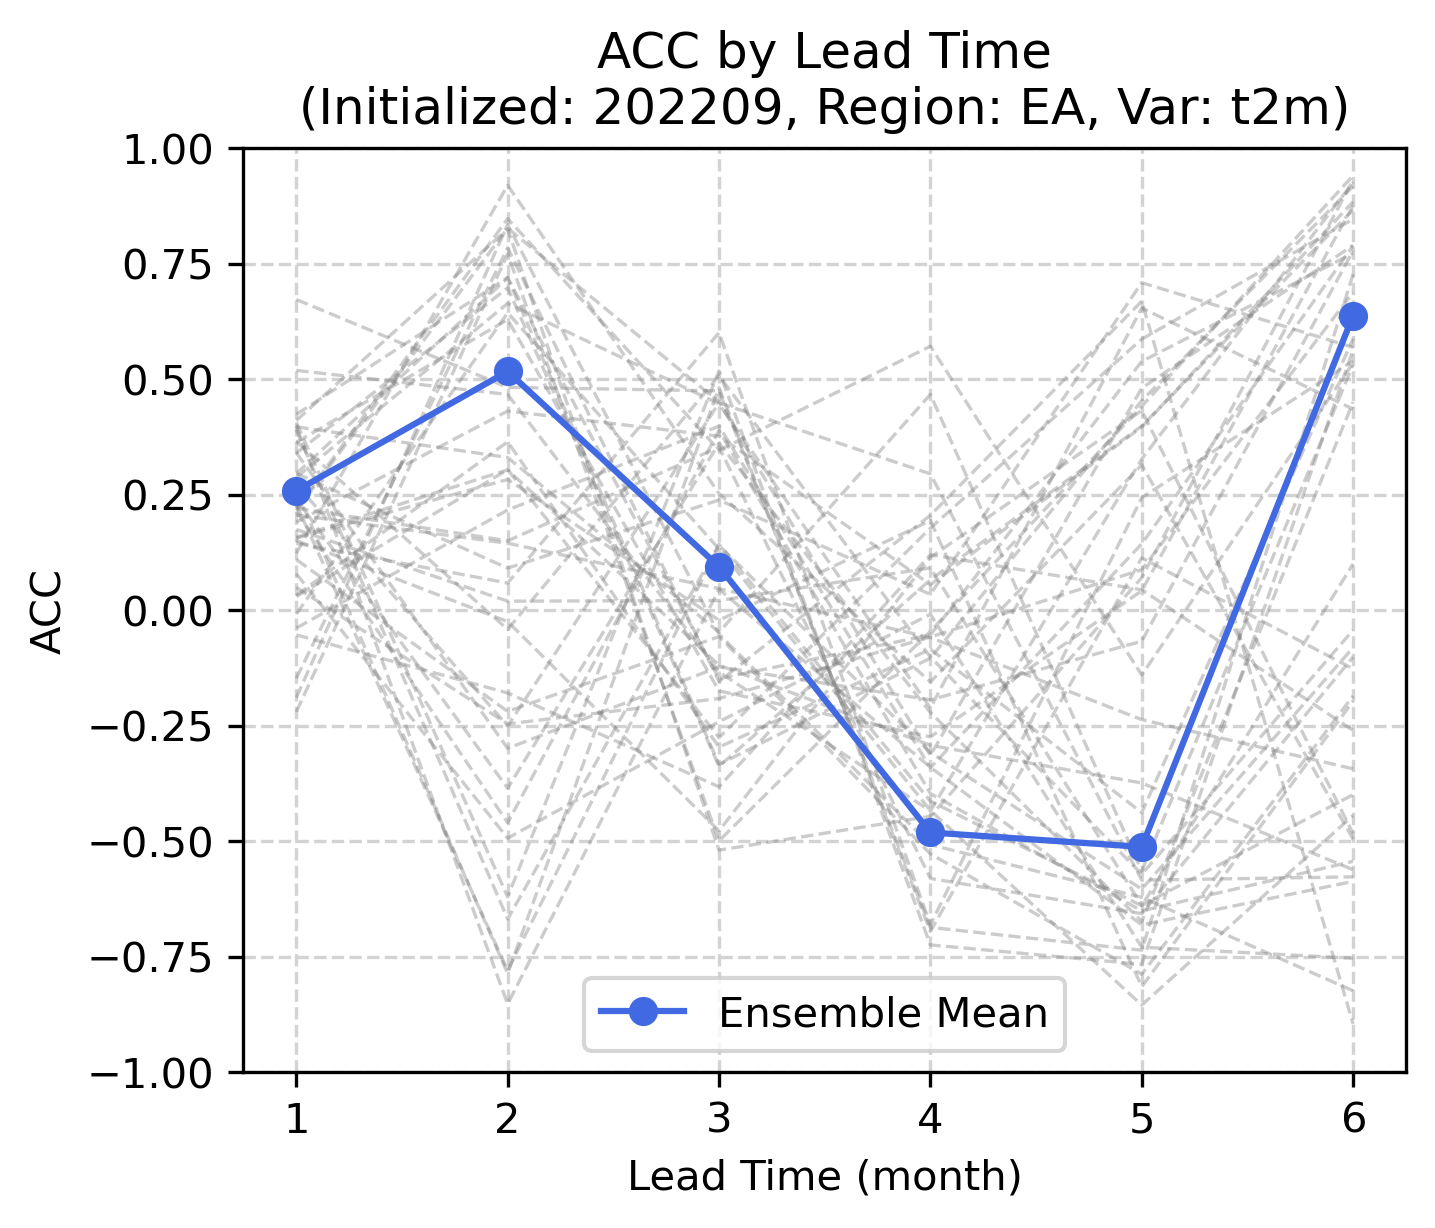 ACC by Lead Time
(Initialized: 202209, Region: EA, Var: t2m)
1.00
0.75
0.50
0.25
0.00
−0.25
−0.50
−0.75
−1.00
ACC
Ensemble Mean
1 2 3 4 5 6
Lead Time (month)